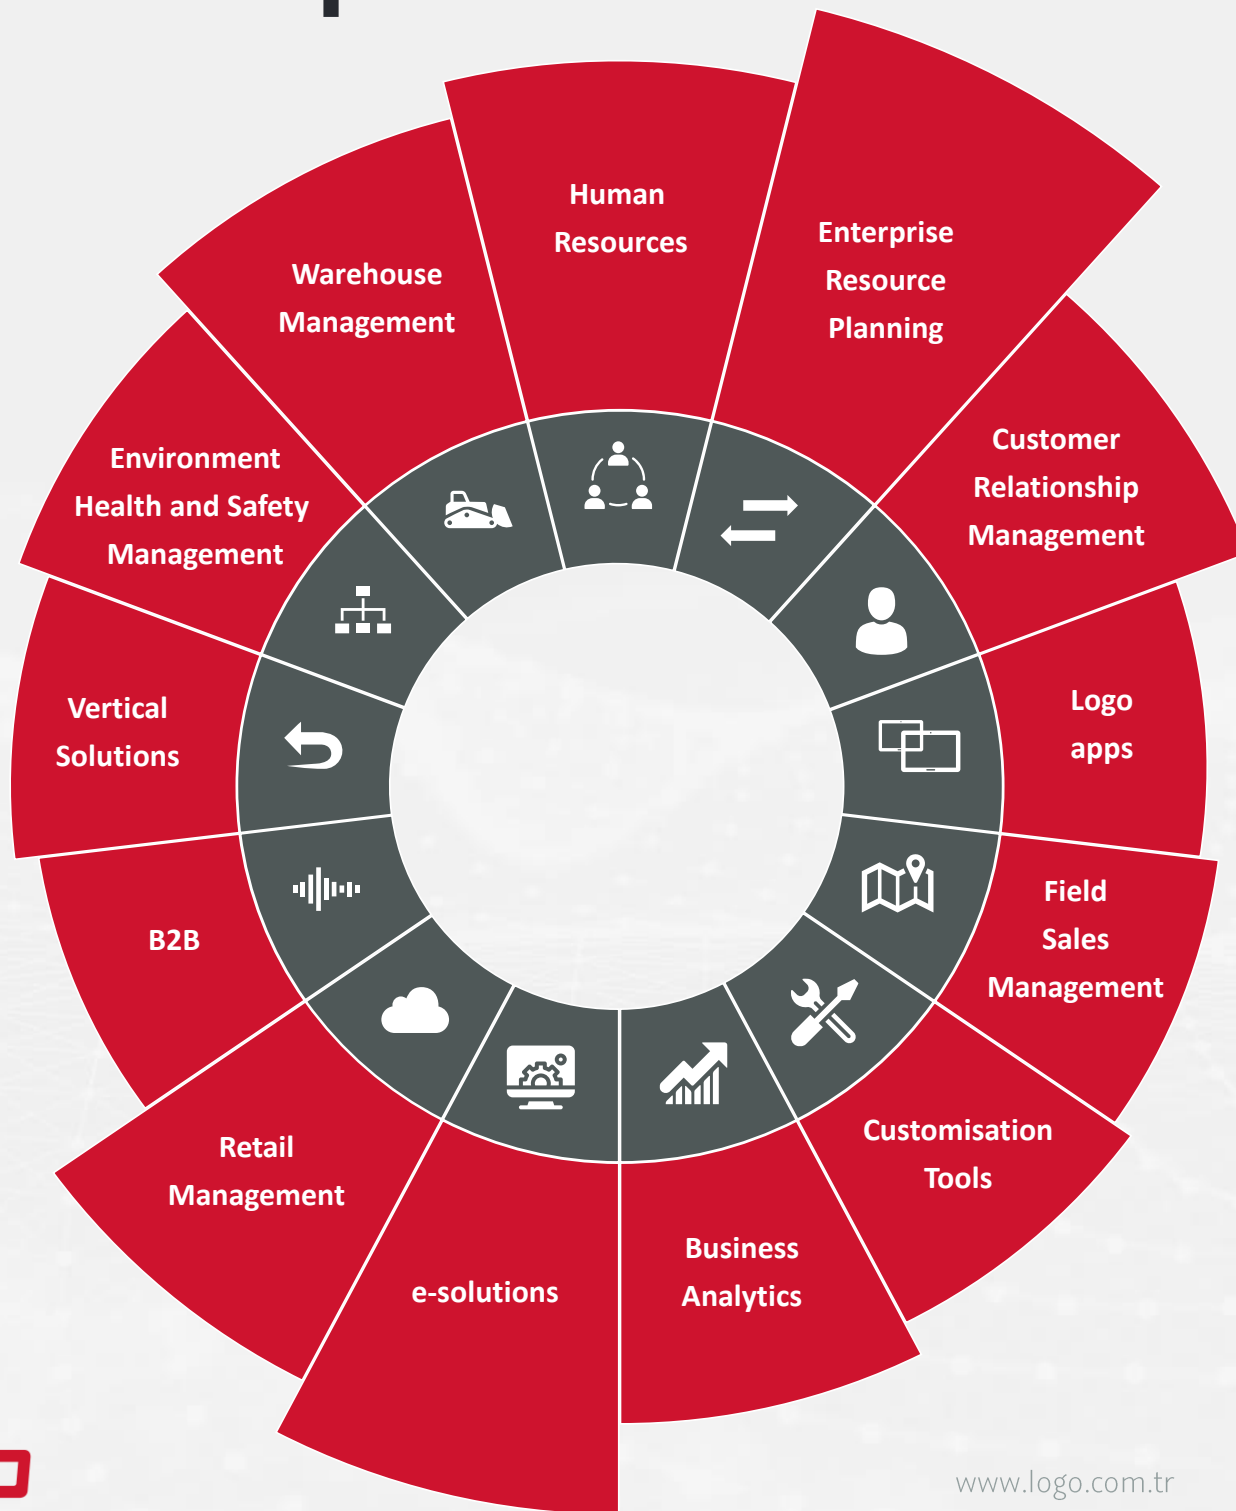 Human
Resources
Enterprise
Resource
Planning
Customer
Relationship
Management
Logo
apps
Field
Sales
Management
Customisation
Tools
Business
Analytics
e-solutions
Retail
Management
B2B
Vertical
Solutions
Environment
Health and Safety
Management
Warehouse
Management
www.logo.com.tr